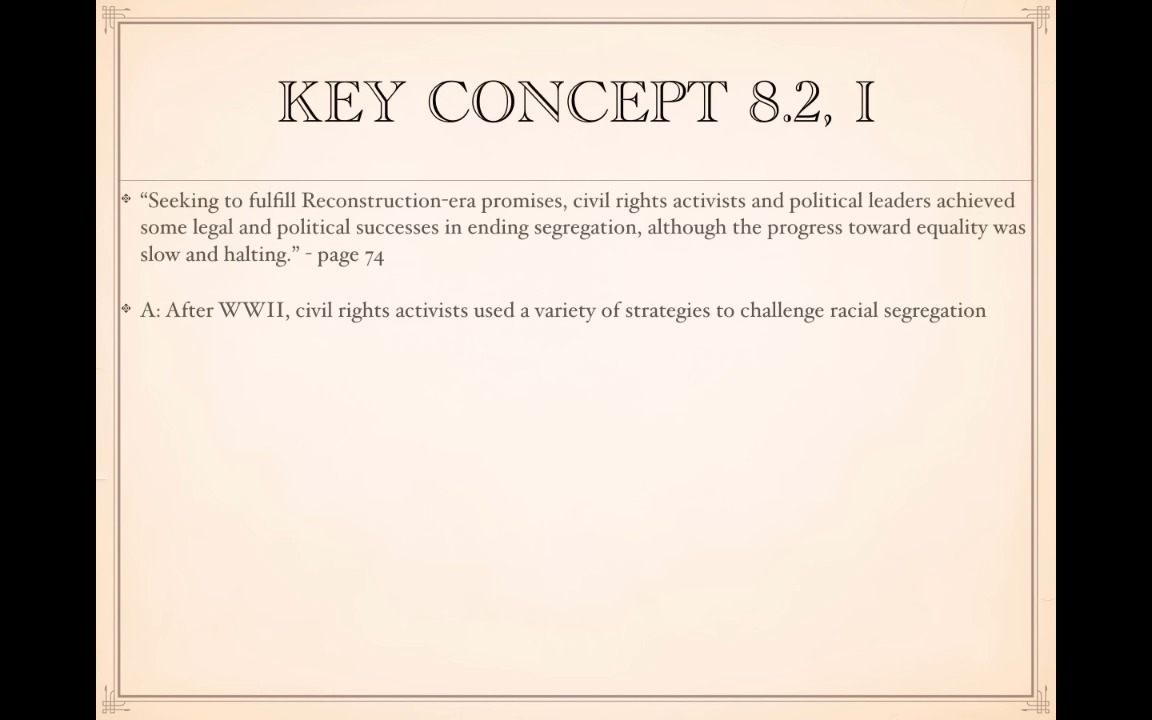 KEY CONCEPT 8.2, I
“Seeking to fulfill Reconstruction-era promises, civil rights activists and political leaders achieved
some legal and political successes in ending segregation, although the progress toward equality was
slow and halting.” - page 74
A: After WWII, civil rights activists used a variety of strategies to challenge racial segregation